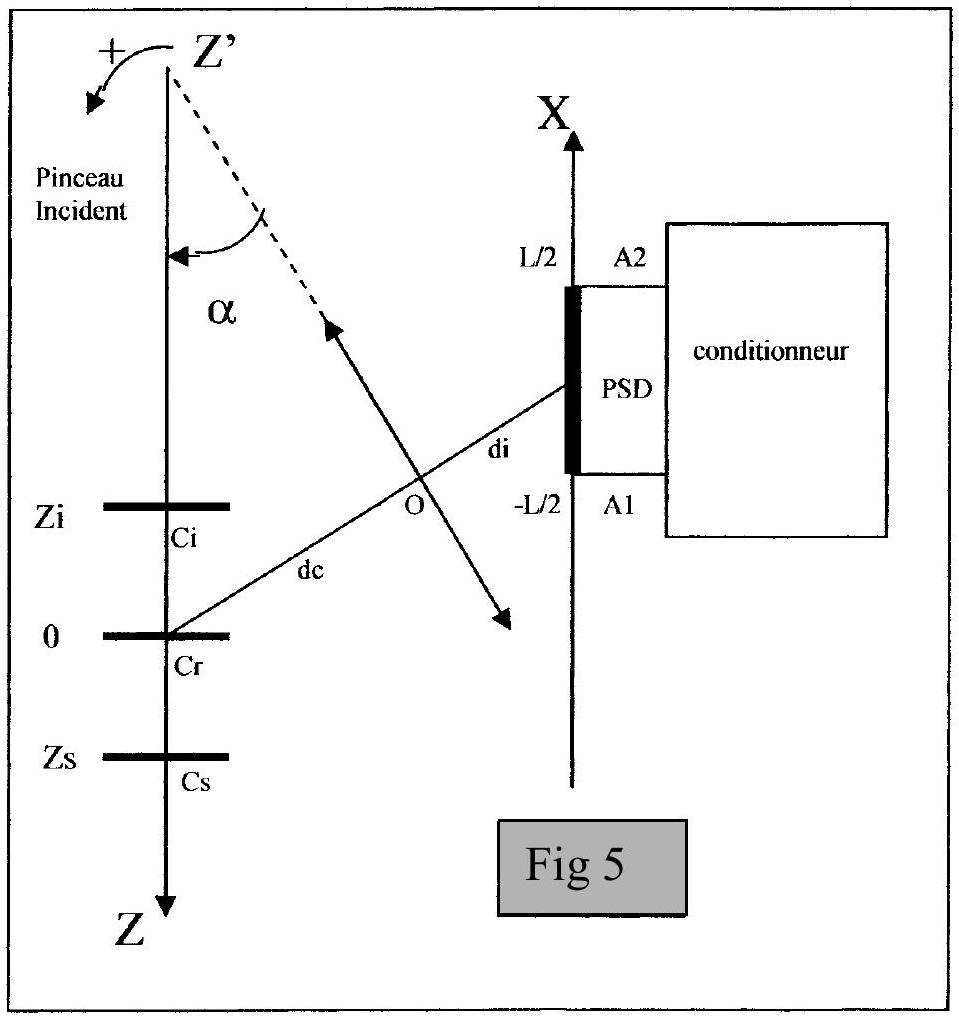 +
Z'
X
Pinceau
Incident
L/2
A2
α
conditionneur
PSD
di
O
-L/2
A1
Zi
Ci
dc
0
Cr
Zs
Cs
Fig 5
Z